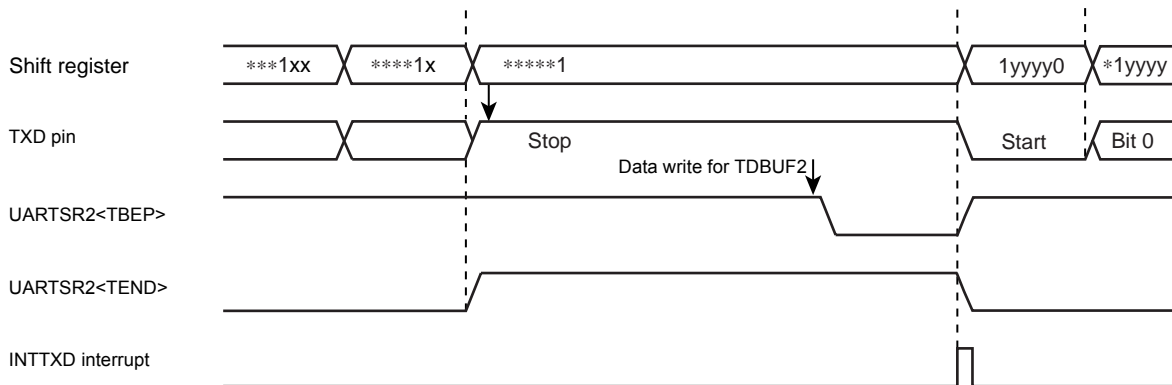 Shift register ***1xx ****1x *****1 1yyyy0 *1yyyy
TXD pin Stop Start Bit 0
Data write for TDBUF2
UARTSR2<TBEP>
UARTSR2<TEND>
INTTXD interrupt